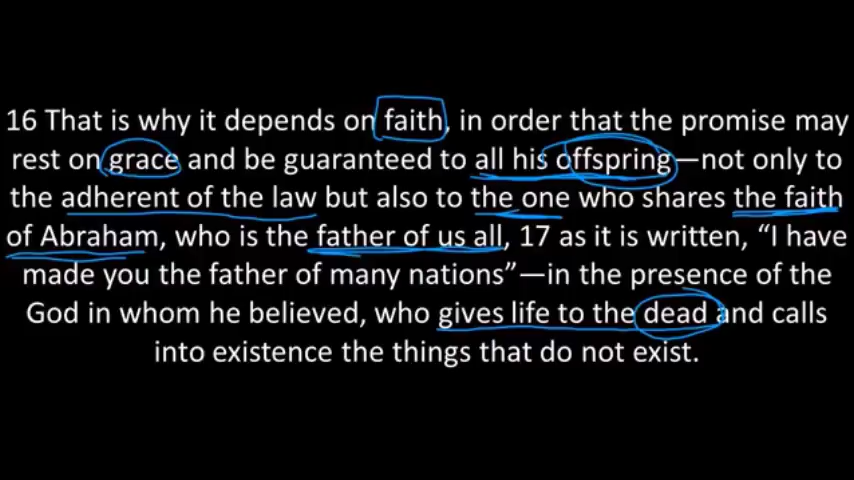 16 That is why it depends on faith, in order that the promise may
rest on grace and be guaranteed to all his offspring—not only to
the adherent of the law but also to the one who shares the faith
of Abraham, who is the father of us all, 17 as it is written, “I have
made you the father of many nations”—in the presence of the
God in whom he believed, who gives life to the dead and calls
into existence the things that do not exist.